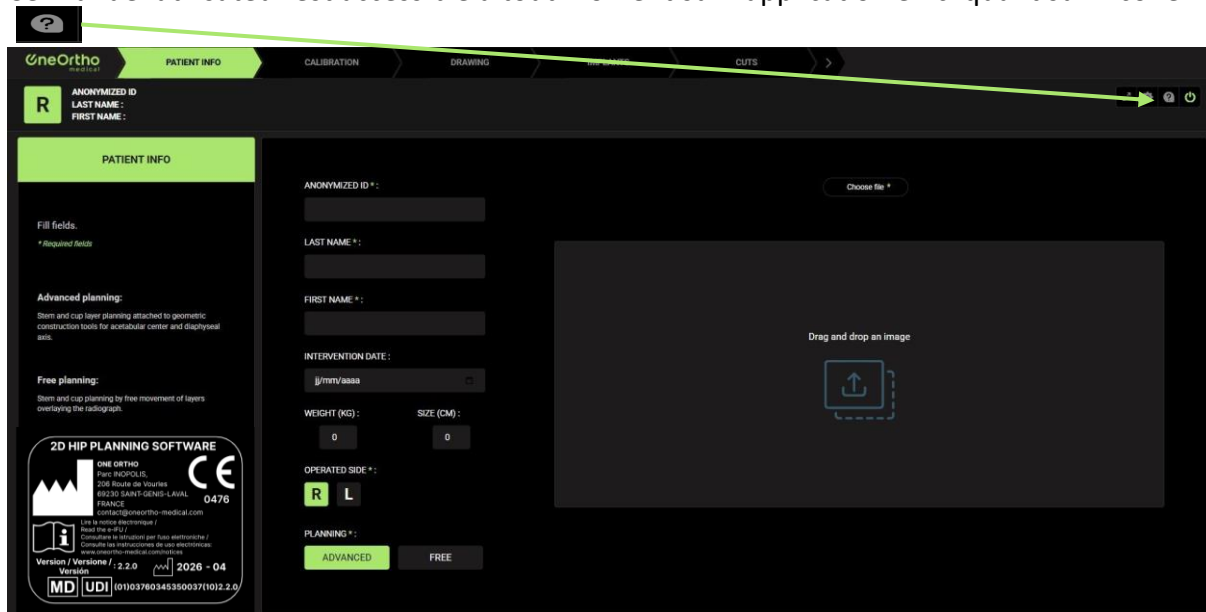 OneOrtho
medical
PATIENT INFO
CALIBRATION
DRAWING
CUTS
R
ANONYMIZED ID
LAST NAME :
FIRST NAME :
PATIENT INFO
Fill fields.
* Required fields
Advanced planning:
Stem and cup layer planning attached to geometric
construction tools for acetabular center and diaphyseal
axis.
Free planning:
Stem and cup planning by free movement of layers
overlaying the radiograph.
2D HIP PLANNING SOFTWARE
ONE ORTHO
Parc INOPOLIS,
206 Route de Vourles
69230 SAINT-GENIS-LAVAL
FRANCE
contact@oneortho-medical.com
CE
0476
Lire la notice électronique /
Read the e-IFU /
Consultare le istruzioni per l'uso elettroniche /
Consulte las instrucciones de uso electrónicas:
www.oneortho-medical.com/notices
Version / Versione /
Versión : 2.2.0
2026 - 04
MD UDI (01)03760345350037(10)2.2.0
ANONYMIZED ID * :
LAST NAME * :
FIRST NAME * :
INTERVENTION DATE :
jj/mm/aaaa
WEIGHT (KG) : SIZE (CM) :
0 0
OPERATED SIDE * :
R L
PLANNING * :
ADVANCED FREE
Choose file *
Drag and drop an image